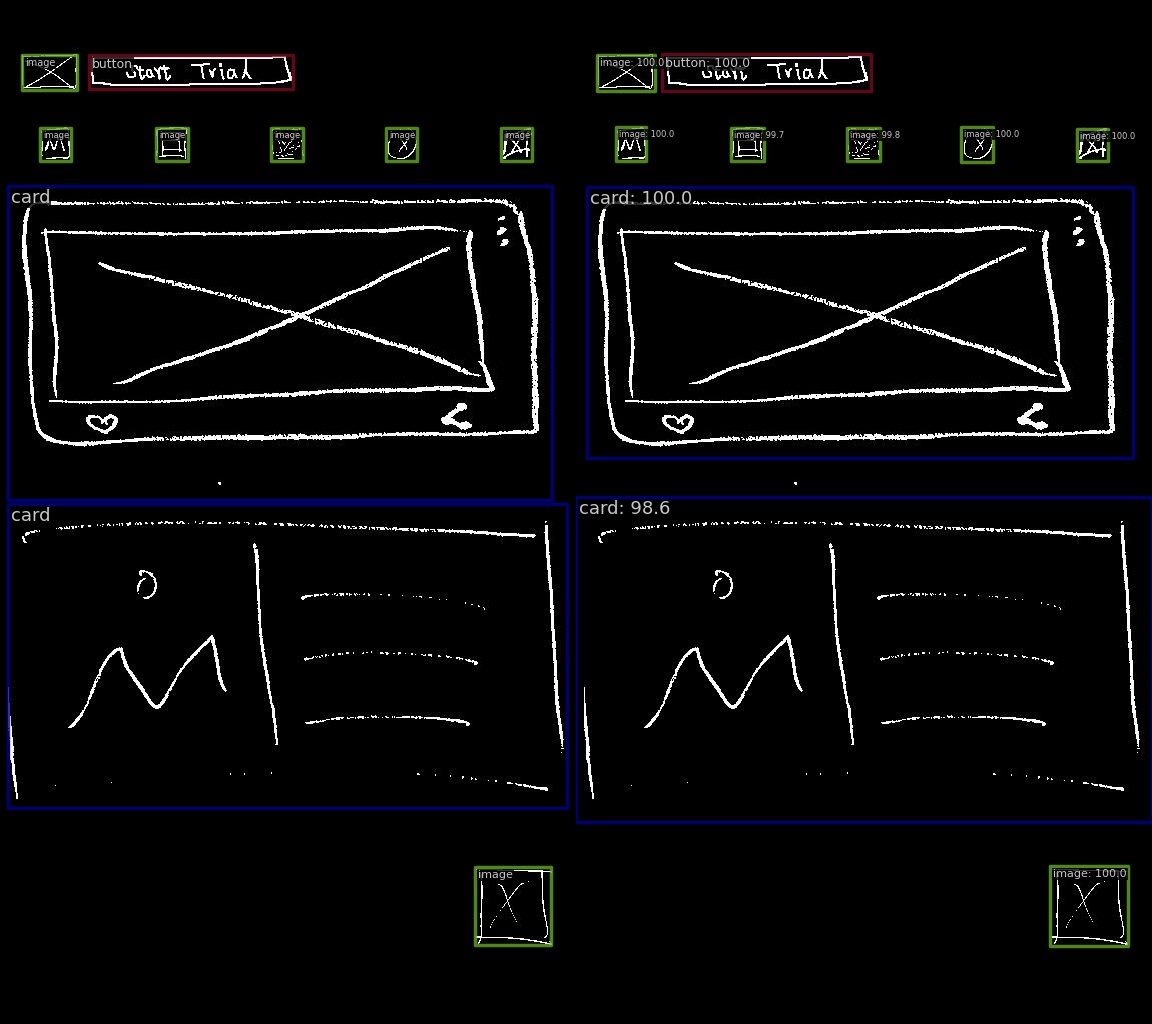 image button image: 100.0 button: 100.0
Start Trial Start Trial
image image image image image image: 100.0 image: 99.7 image: 99.8 image: 100.0 image: 100.0
card card: 100.0
card card: 98.6
image image: 100.0